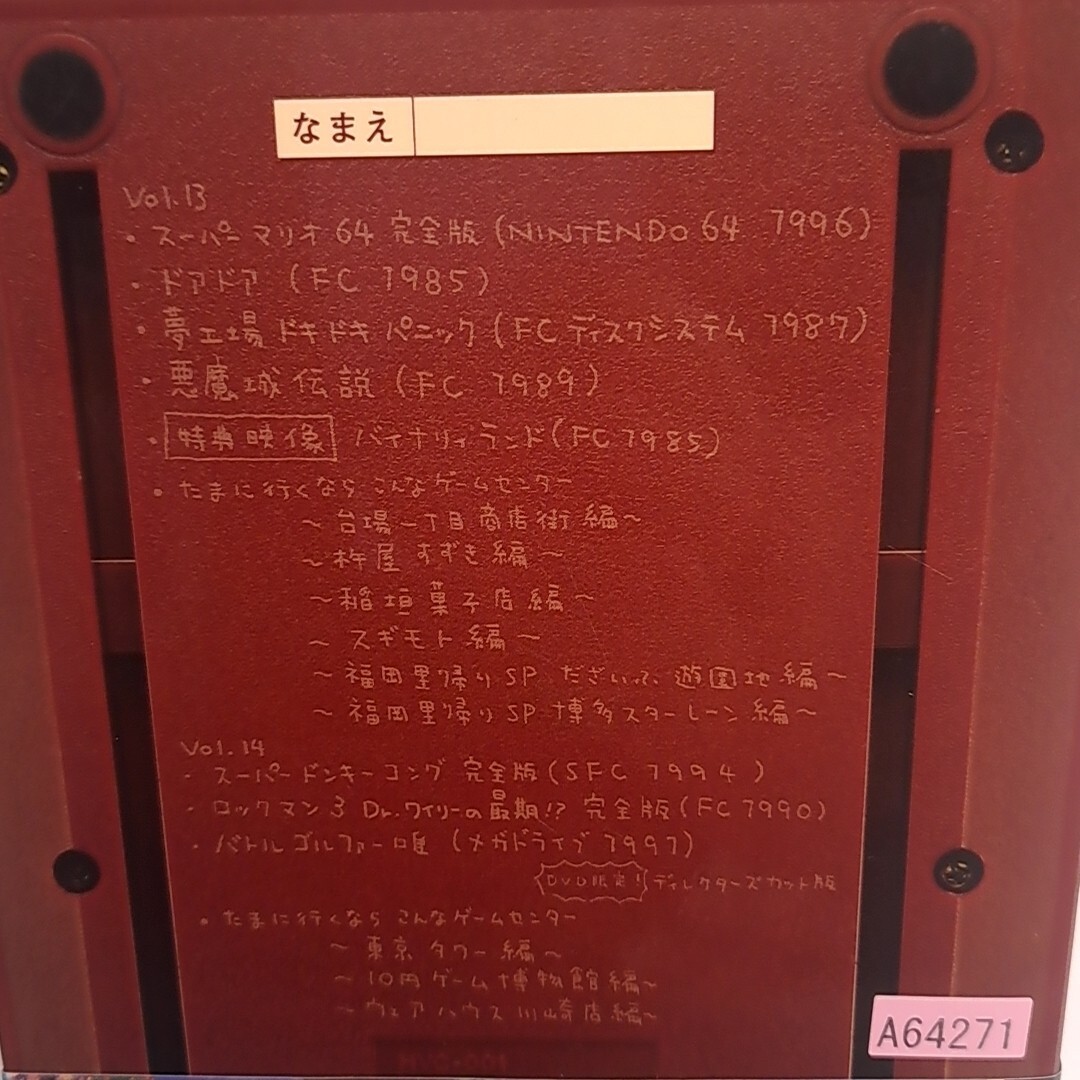 なまえ
Vol.13
・スーパーマリオ64 完全版 (NINTENDO 64 1996)
・ドアドア (FC 1985)
・夢工場ドキドキパニック (FCディスクシステム 1987)
・悪魔城伝説 (FC 1989)
・特典映像 バイナリィランド (FC 1985)
・たまに行くならこんなゲームセンター
～台場一丁目商店街編～
～杵屋すずき編～
～稲垣菓子店編～
～スギモト編～
～福岡里帰りSP だざいふ遊園地編～
～福岡里帰りSP 博多スターレーン編～
Vol.14
・スーパードンキーコング 完全版 (SFC 1994)
・ロックマン3 Dr.ワイリーの最期!? 完全版 (FC 1990)
・バトルゴルファー唯 (メガドライブ 1991)
DVD限定! ディレクターズカット版
・たまに行くならこんなゲームセンター
～東京タワー編～
～10円ゲーム博物館編～
～ウェアハウス川崎店編～
A64271